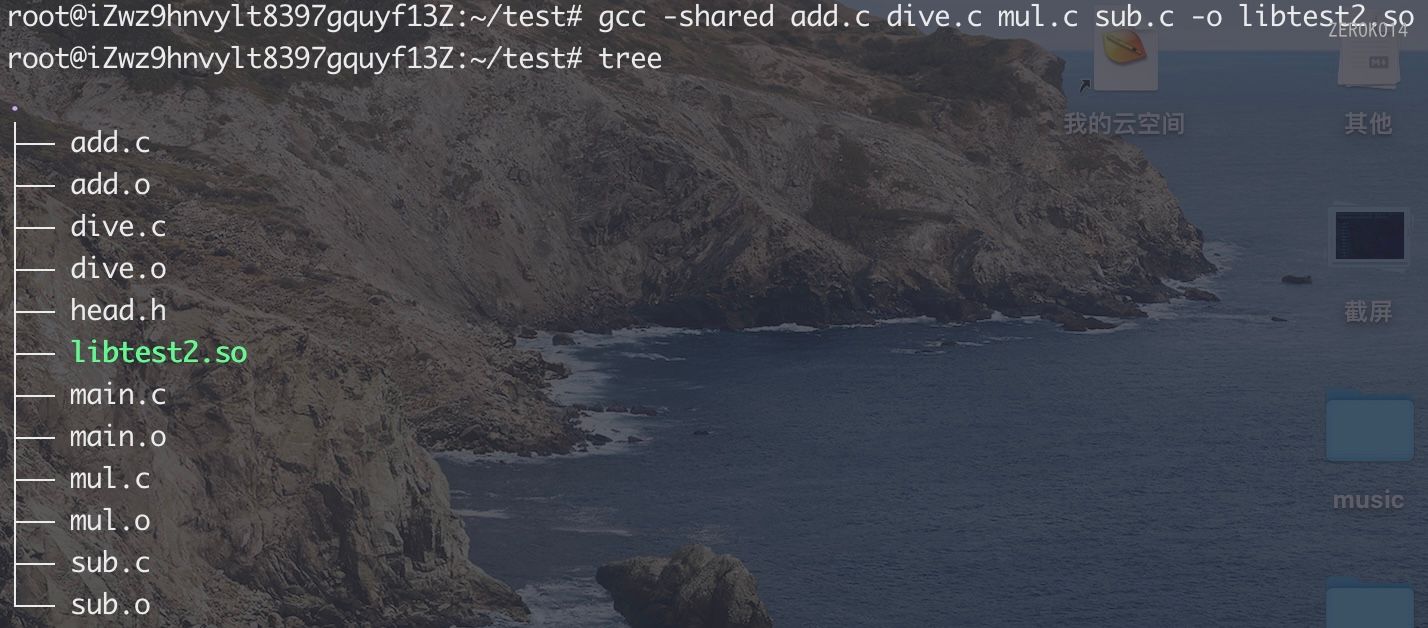 root@iZwz9hnvylt8397gquyf13Z:~/test# gcc -shared add.c dive.c mul.c sub.c -o libtest2.so
root@iZwz9hnvylt8397gquyf13Z:~/test# tree
.
├── add.c
├── add.o
├── dive.c
├── dive.o
├── head.h
├── libtest2.so
├── main.c
├── main.o
├── mul.c
├── mul.o
├── sub.c
└── sub.o
ZEROKO14
我的云空间
其他
截屏
music